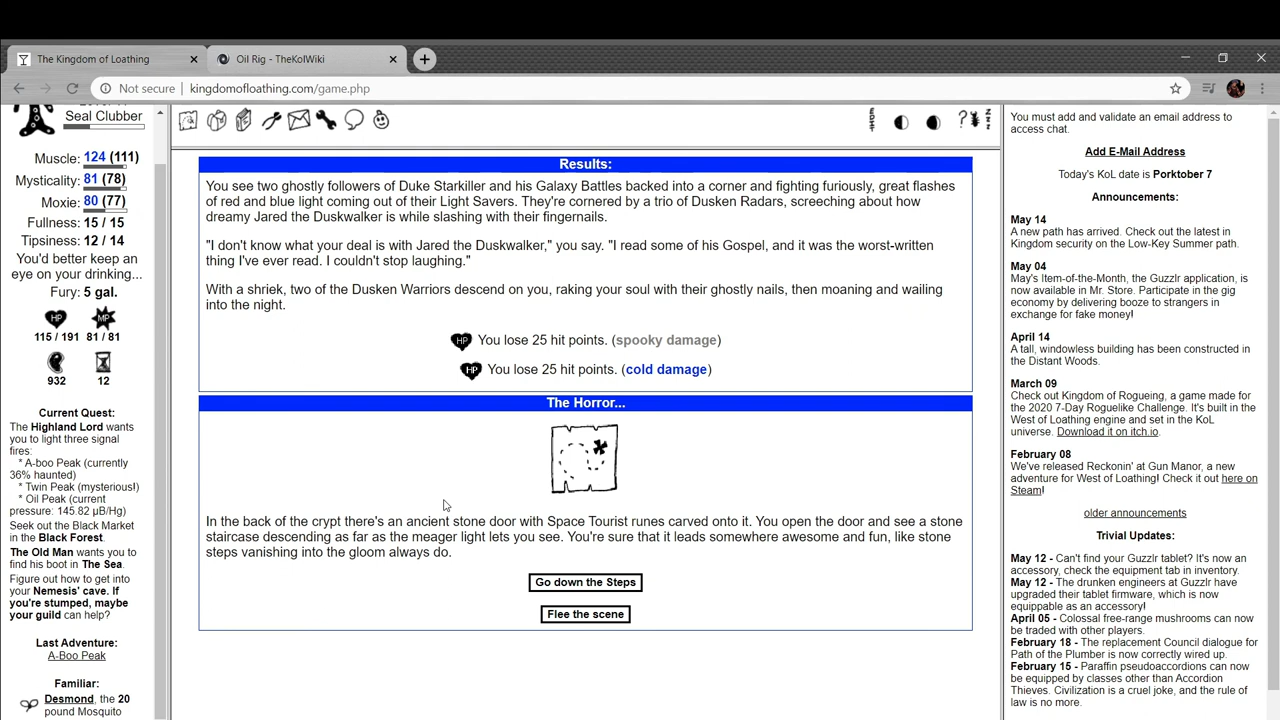 The Kingdom of Loathing
Oil Rig - TheKolWiki
Not secure
kingdomofloathing.com/game.php
Seal Clubber
Muscle: 124 (111)
Mysticality: 81 (78)
Moxie: 80 (77)
Fullness: 15 / 15
Tipsiness: 12 / 14
You'd better keep an
eye on your drinking...
Fury: 5 gal.
HP
MP
115 / 191 81 / 81
932 12
Current Quest:
The Highland Lord wants
you to light three signal
fires:
* A-boo Peak (currently
36% haunted)
* Twin Peak (mysterious!)
* Oil Peak (current
pressure: 145.82 µB/Hg)
Seek out the Black Market
in the Black Forest.
The Old Man wants you to
find his boot in The Sea.
Figure out how to get into
your Nemesis' cave. If
you're stumped, maybe
your guild can help?
Last Adventure:
A-Boo Peak
Familiar:
Desmond, the 20
pound Mosquito
Results:
You see two ghostly followers of Duke Starkiller and his Galaxy Battles backed into a corner and fighting furiously, great flashes
of red and blue light coming out of their LightSavers. They're cornered by a trio of Dusken Radars, screeching about how
dreamy Jared the Duskwalker is while slashing with their fingernails.
"I don't know what your deal is with Jared the Duskwalker," you say. "I read some of his Gospel, and it was the worst-written
thing I've ever read. I couldn't stop laughing."
With a shriek, two of the Dusken Warriors descend on you, raking your soul with their ghostly nails, then moaning and wailing
into the night.
HP You lose 25 hit points. (spooky damage)
HP You lose 25 hit points. (cold damage)
The Horror...
In the back of the crypt there's an ancient stone door with Space Tourist runes carved onto it. You open the door and see a stone
staircase descending as far as the meager light lets you see. You're sure that it leads somewhere awesome and fun, like stone
steps vanishing into the gloom always do.
Go down the Steps
Flee the scene
You must add and validate an email address to
access chat.
Add E-Mail Address
Today's KoL date is Porktober 7
Announcements:
May 14
A new path has arrived. Check out the latest in
Kingdom security on the Low-Key Summer path.
May 04
May's Item-of-the-Month, the Guzzlr application, is
now available in Mr. Store. Participate in the gig
economy by delivering booze to strangers in
exchange for fake money!
April 14
A tall, windowless building has been constructed in
the Distant Woods.
March 09
Check out Kingdom of Rogueing, a game made for
the 2020 7-Day Roguelike Challenge. It's built in the
West of Loathing engine and set in the KoL
universe. Download it on itch.io.
February 08
We've released Reckonin' at Gun Manor, a new
adventure for West of Loathing! Check it out here on
Steam!
older announcements
Trivial Updates:
May 12 - Can't find your Guzzlr tablet? It's now an
accessory, check the equipment tab in inventory.
May 12 - The drunken engineers at Guzzlr have
upgraded their tablet firmware, which is now
equippable as an accessory!
April 05 - Colossal free-range mushrooms can now
be traded with other players.
February 18 - The replacement Council dialogue for
Path of the Plumber is now correctly wired up.
February 15 - Paraffin pseudoaccordions can now
be equipped by classes other than Accordion
Thieves. Civilization is a cruel joke, and the rule of
law is no more.